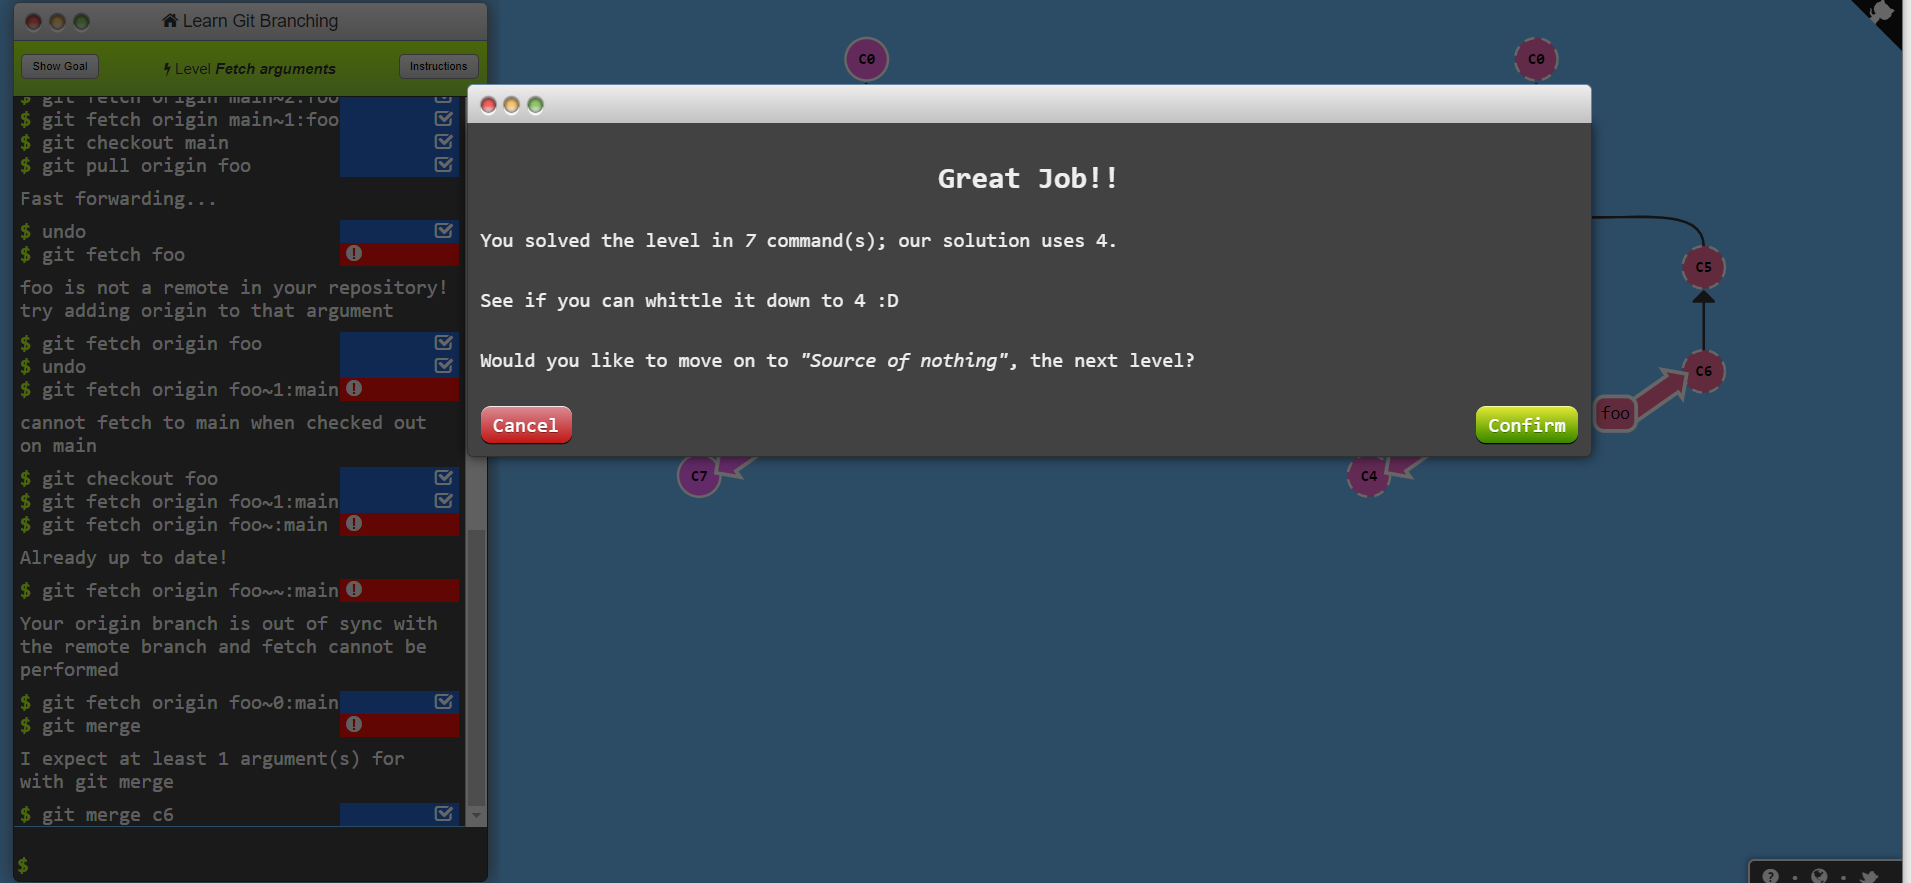 Learn Git Branching
Show Goal
Level Fetch arguments
Instructions
$ git fetch origin main~2:foo
$ git fetch origin main~1:foo
$ git checkout main
$ git pull origin foo
Fast forwarding...
$ undo
$ git fetch foo
foo is not a remote in your repository!
try adding origin to that argument
$ git fetch origin foo
$ undo
$ git fetch origin foo~1:main
cannot fetch to main when checked out
on main
$ git checkout foo
$ git fetch origin foo~1:main
$ git fetch origin foo~:main
Already up to date!
$ git fetch origin foo~~:main
Your origin branch is out of sync with
the remote branch and fetch cannot be
performed
$ git fetch origin foo~0:main
$ git merge
I expect at least 1 argument(s) for
with git merge
$ git merge c6
$
C0
C0
Great Job!!
You solved the level in 7 command(s); our solution uses 4.
See if you can whittle it down to 4 :D
Would you like to move on to "Source of nothing", the next level?
Cancel
Confirm
C5
C6
foo
C7
C4